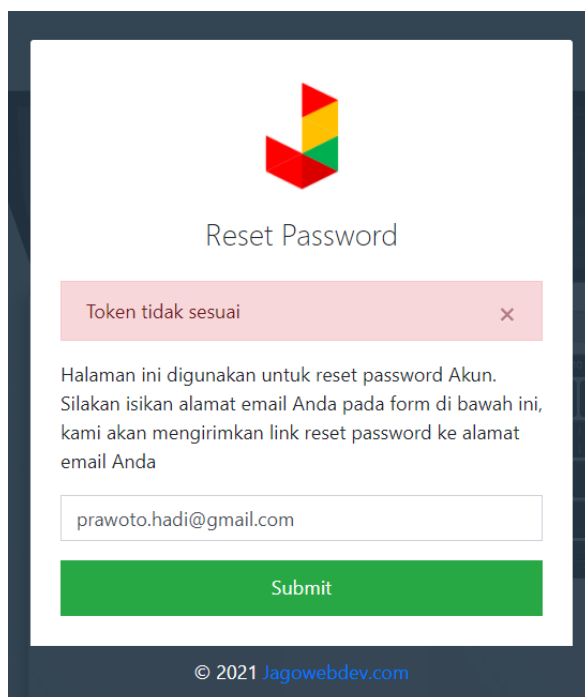 Reset Password
Token tidak sesuai ×
Halaman ini digunakan untuk reset password Akun.
Silakan isikan alamat email Anda pada form di bawah ini,
kami akan mengirimkan link reset password ke alamat
email Anda
prawoto.hadi@gmail.com
Submit
© 2021 Jagowebdev.com